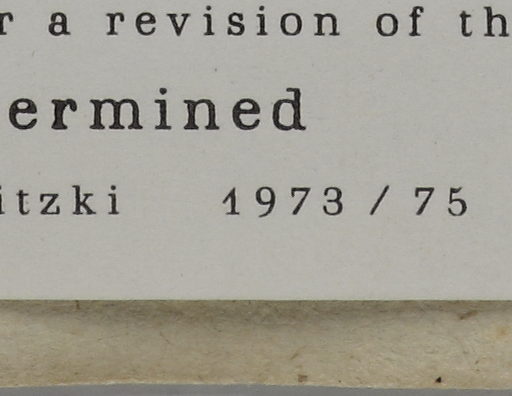 r a revision of th
ermined
itzki 1973/75